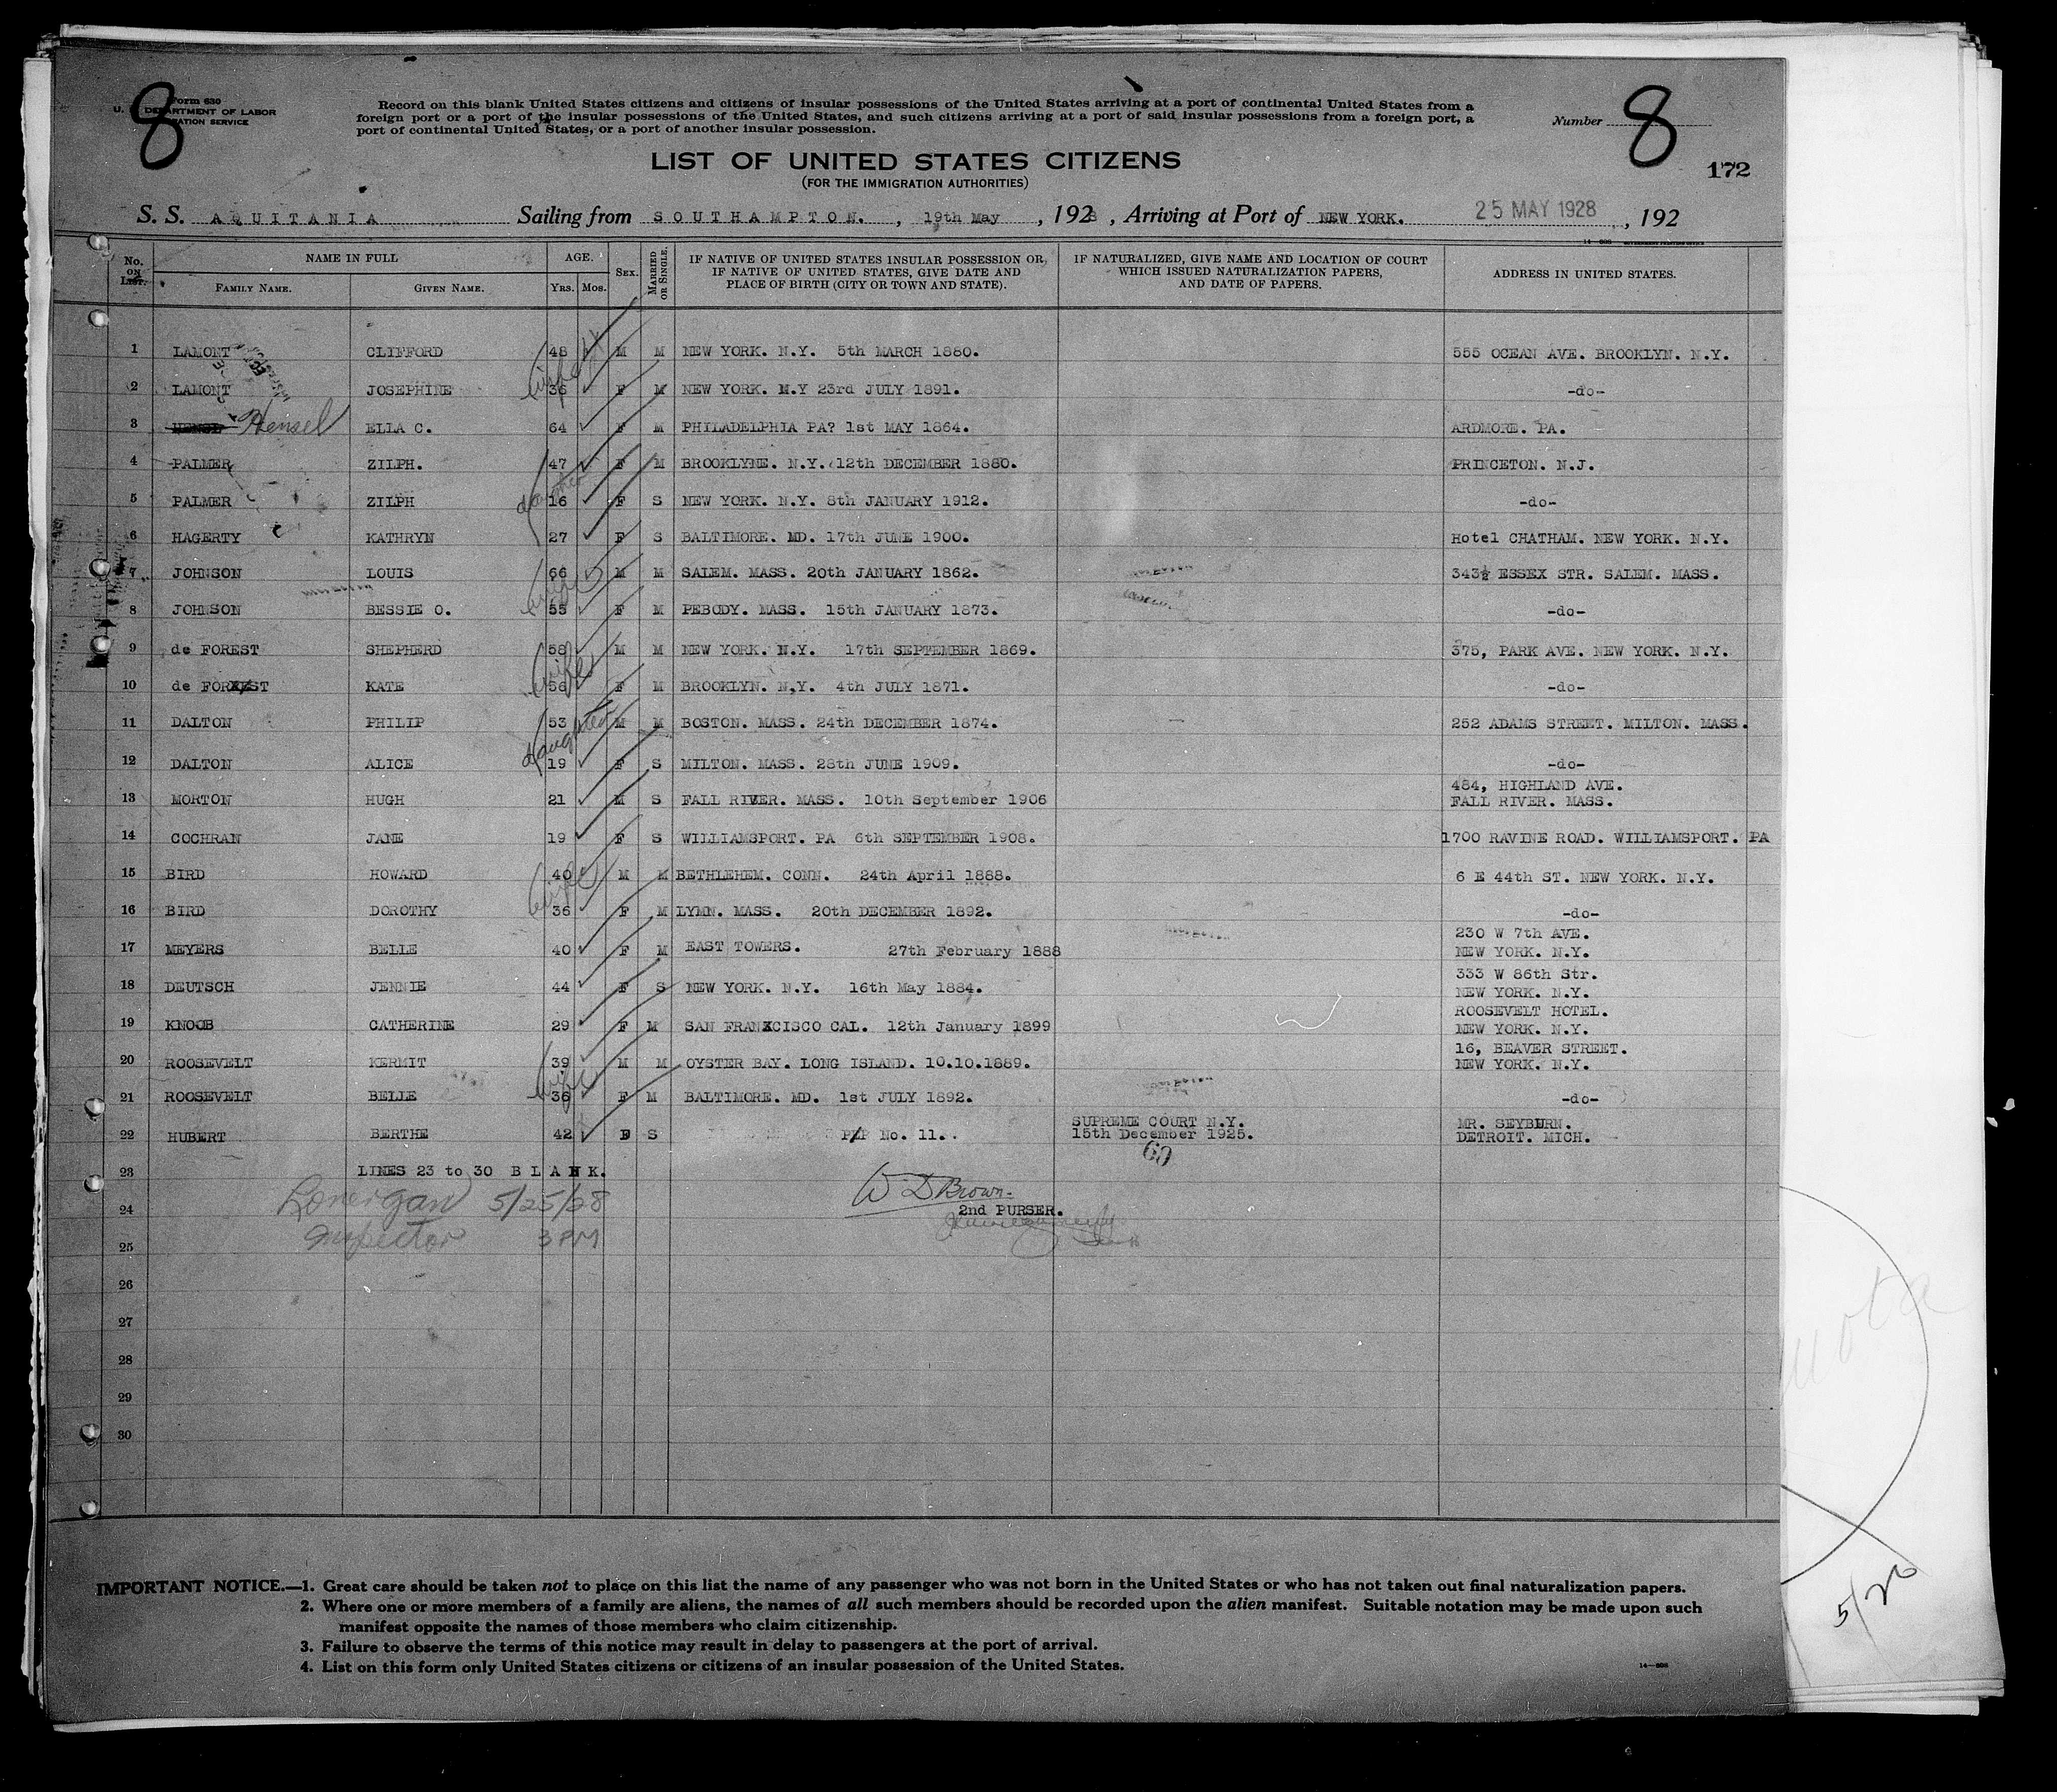 8
Form 630
U. DEPARTMENT OF LABOR
Record on this blank United States citizens and citizens of insular possessions of the United States arriving at a port of continental United States from a
foreign port or a port of the insular possessions of the United States, and such citizens arriving at a port of said insular possessions from a foreign port, a
port of continental United States, or a port of another insular possession.
Number 8
172
LIST OF UNITED STATES CITIZENS
(FOR THE IMMIGRATION AUTHORITIES)
S. S. AQUITANIA Sailing from SOUTHAMPTON. , 19th May , 1928 , Arriving at Port of NEW YORK. 25 MAY 1928 , 192
No. ON LIST. NAME IN FULL AGE. SEX. MARRIED OR SINGLE. IF NATIVE OF UNITED STATES INSULAR POSSESSION OR IF NATIVE OF UNITED STATES, GIVE DATE AND PLACE OF BIRTH (CITY OR TOWN AND STATE). IF NATURALIZED, GIVE NAME AND LOCATION OF COURT WHICH ISSUED NATURALIZATION PAPERS, AND DATE OF PAPERS. ADDRESS IN UNITED STATES.
FAMILY NAME. GIVEN NAME. YRS. MOS.
1 LAMONT CLIFFORD 48 M M NEW YORK. N.Y. 5th MARCH 1880. 555 OCEAN AVE. BROOKLYN. N.Y.
2 LAMONT JOSEPHINE wife 36 F M NEW YORK. N.Y 23rd JULY 1891. -do-
3 Hensel ELLA C. 64 F M PHILADELPHIA PA? 1st MAY 1864. ARDMORE. PA.
4 PALMER ZILPH. 47 F M BROOKLYNE. N.Y. 12th DECEMBER 1880. PRINCETON. N.J.
5 PALMER ZILPH daughter 16 F S NEW YORK. N.Y. 8th JANUARY 1912. -do-
6 HAGERTY KATHRYN 27 F S BALTIMORE. MD. 17th JUNE 1900. Hotel CHATHAM. NEW YORK. N.Y.
7 JOHNSON LOUIS 66 M M SALEM. MASS. 20th JANUARY 1862. 343½ ESSEX STR. SALEM. MASS.
8 JOHNSON BESSIE O. wife 55 F M PEBODY. MASS. 15th JANUARY 1873. -do-
9 de FOREST SHEPHERD 58 M M NEW YORK. N.Y. 17th SEPTEMBER 1869. 375, PARK AVE. NEW YORK. N.Y.
10 de FOREST KATE wife 56 F M BROOKLYN. N,Y. 4th JULY 1871. -do-
11 DALTON PHILIP 53 M M BOSTON. MASS. 24th DECEMBER 1874. 252 ADAMS STREET. MILTON. MASS.
12 DALTON ALICE daughter 19 F S MILTON. MASS. 28th JUNE 1909. -do-
13 MORTON HUGH 21 M S FALL RIVER. MASS. 10th September 1906 484, HIGHLAND AVE.
FALL RIVER. MASS.
14 COCHRAN JANE 19 F S WILLIAMSPORT. PA 6th SEPTEMBER 1908. 1700 RAVINE ROAD. WILLIAMSPORT. PA
15 BIRD HOWARD 40 M M BETHLEHEM. CONN. 24th April 1888. 6 E 44th ST. NEW YORK. N.Y.
16 BIRD DOROTHY wife 36 F M LYMN. MASS. 20th DECEMBER 1892. -do-
17 MEYERS BELLE 40 F M EAST TOWERS. 27th February 1888 230 W 7th AVE.
NEW YORK. N.Y.
18 DEUTSCH JENNIE 44 F S NEW YORK. N.Y. 16th May 1884. 333 W 86th Str.
NEW YORK. N.Y.
19 KNOOB CATHERINE 29 F M SAN FRANXCISCO CAL. 12th January 1899 ROOSEVELT HOTEL.
NEW YORK. N.Y.
20 ROOSEVELT KERMIT 39 M M OYSTER BAY. LONG ISLAND. 10.10.1889. 16, BEAVER STREET.
NEW YORK. N.Y.
21 ROOSEVELT BELLE wife 36 F M BALTIMORE. MD. 1st JULY 1892. -do-
22 HUBERT BERTHE 42 F S P/P No. 11. SUPREME COURT N.Y.
15th December 1925. MR. SEYBURN.
DETROIT. MICH.
60
23 LINES 23 to 30 B L A N K.
Lonergan 5/25/28
W D Brown.
24 2nd PURSER.
Inspector 3 PM
25
26
27
28
29
30
IMPORTANT NOTICE.—1. Great care should be taken not to place on this list the name of any passenger who was not born in the United States or who has not taken out final naturalization papers.
2. Where one or more members of a family are aliens, the names of all such members should be recorded upon the alien manifest. Suitable notation may be made upon such
manifest opposite the names of those members who claim citizenship.
3. Failure to observe the terms of this notice may result in delay to passengers at the port of arrival.
4. List on this form only United States citizens or citizens of an insular possession of the United States.
5/26